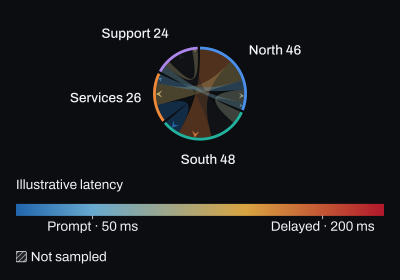 Support 24
North 46
Services 26
South 48
Illustrative latency
Prompt · 50 ms
Delayed · 200 ms
Not sampled